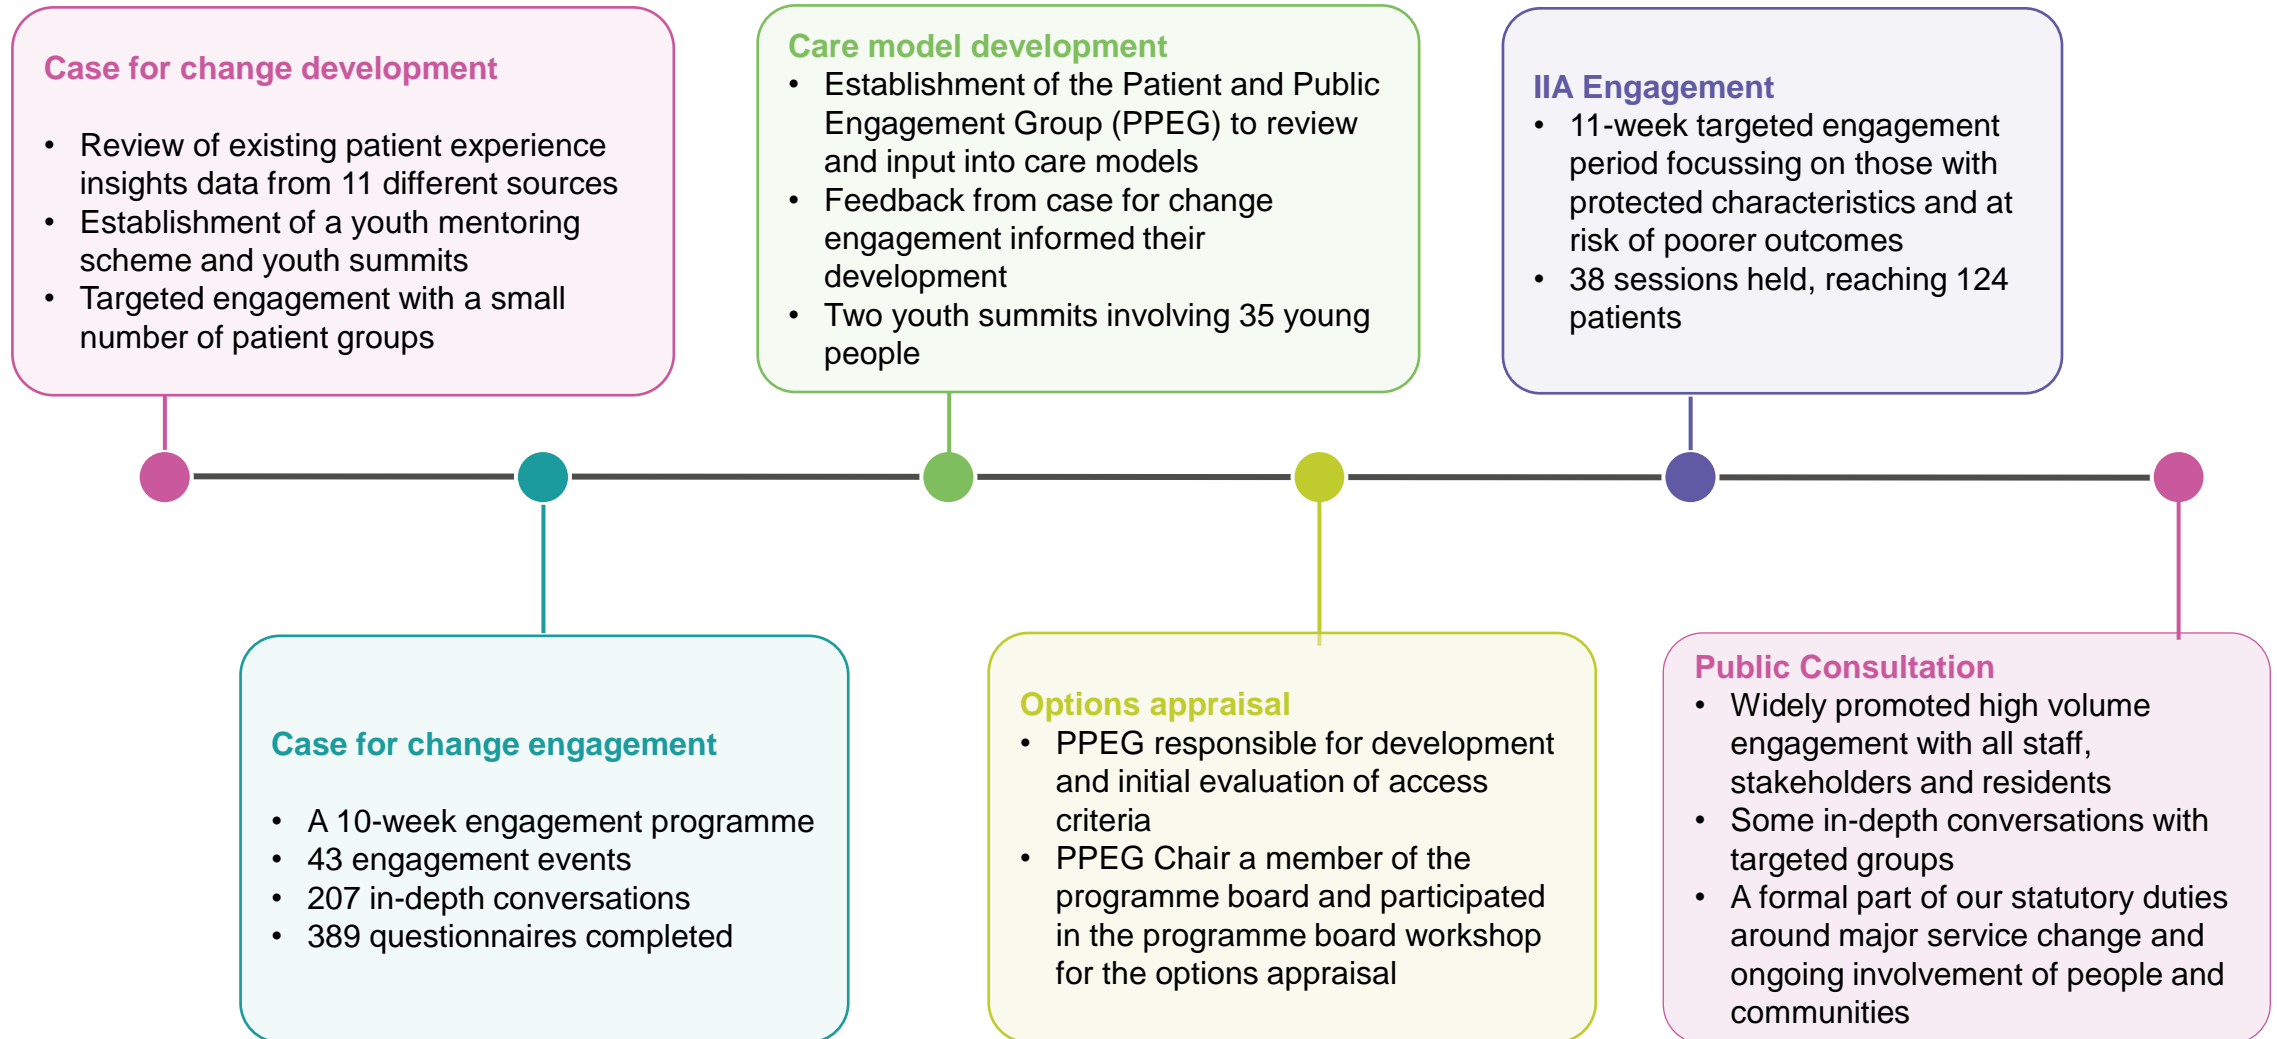 Case for change development
• Review of existing patient experience
insights data from 11 different sources
• Establishment of a youth mentoring
scheme and youth summits
• Targeted engagement with a small
number of patient groups
Case for change engagement
• A 10-week engagement programme
• 43 engagement events
• 207 in-depth conversations
• 389 questionnaires completed
Care model development
• Establishment of the Patient and Public
Engagement Group (PPEG) to review
and input into care models
• Feedback from case for change
engagement informed their
development
• Two youth summits involving 35 young
people
Options appraisal
• PPEG responsible for development
and initial evaluation of access
criteria
• PPEG Chair a member of the
programme board and participated
in the programme board workshop
for the options appraisal
IIA Engagement
• 11-week targeted engagement
period focussing on those with
protected characteristics and at
risk of poorer outcomes
• 38 sessions held, reaching 124
patients
Public Consultation
• Widely promoted high volume
engagement with all staff,
stakeholders and residents
• Some in-depth conversations with
targeted groups
• A formal part of our statutory duties
around major service change and
ongoing involvement of people and
communities